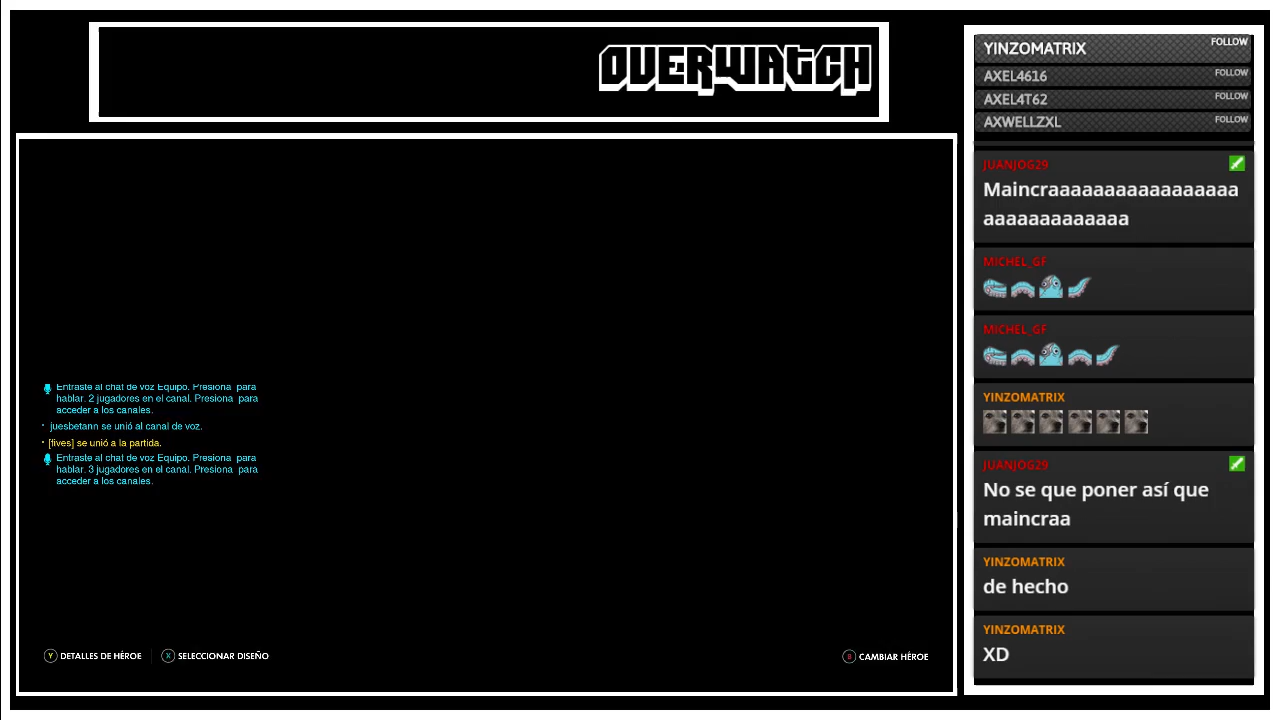 OVERWATCH
Entraste al chat de voz Equipo. Presiona para
hablar. 2 jugadores en el canal. Presiona para
acceder a los canales.
· juesbetann se unió al canal de voz.
· [fives] se unió a la partida.
Entraste al chat de voz Equipo. Presiona para
hablar. 3 jugadores en el canal. Presiona para
acceder a los canales.
Y DETALLES DE HÉROE
X SELECCIONAR DISEÑO
B CAMBIAR HÉROE
YINZOMATRIX FOLLOW
AXEL4616 FOLLOW
AXEL4T62 FOLLOW
AXWELLZXL FOLLOW
JUANJOG29
Maincraaaaaaaaaaaaaaaaa
aaaaaaaaaaaaa
MICHEL_GF
MICHEL_GF
YINZOMATRIX
JUANJOG29
No se que poner así que
maincraa
YINZOMATRIX
de hecho
YINZOMATRIX
XD